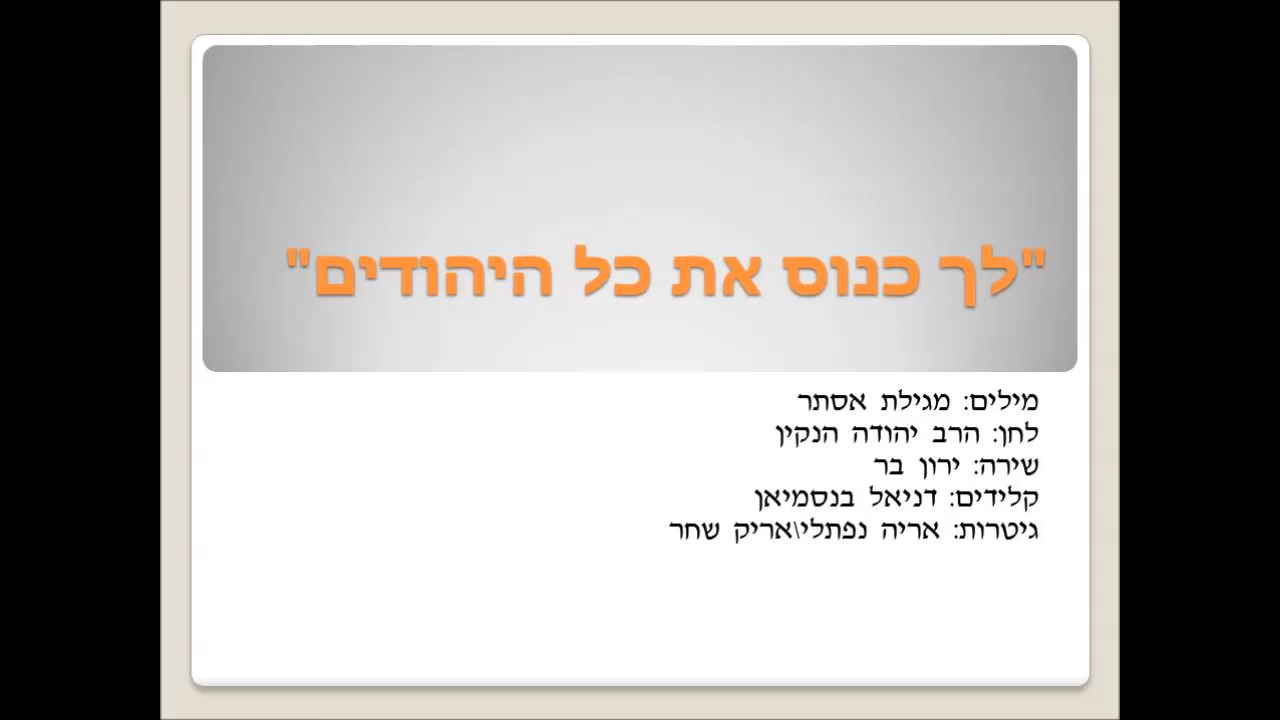 "לך כנוס את כל היהודים"
מילים: מגילת אסתר
לחן: הרב יהודה הנקין
שירה: ירון בר
קלידים: דניאל בנסמיאן
גיטרות: אריה נפתלי\אריק שחר